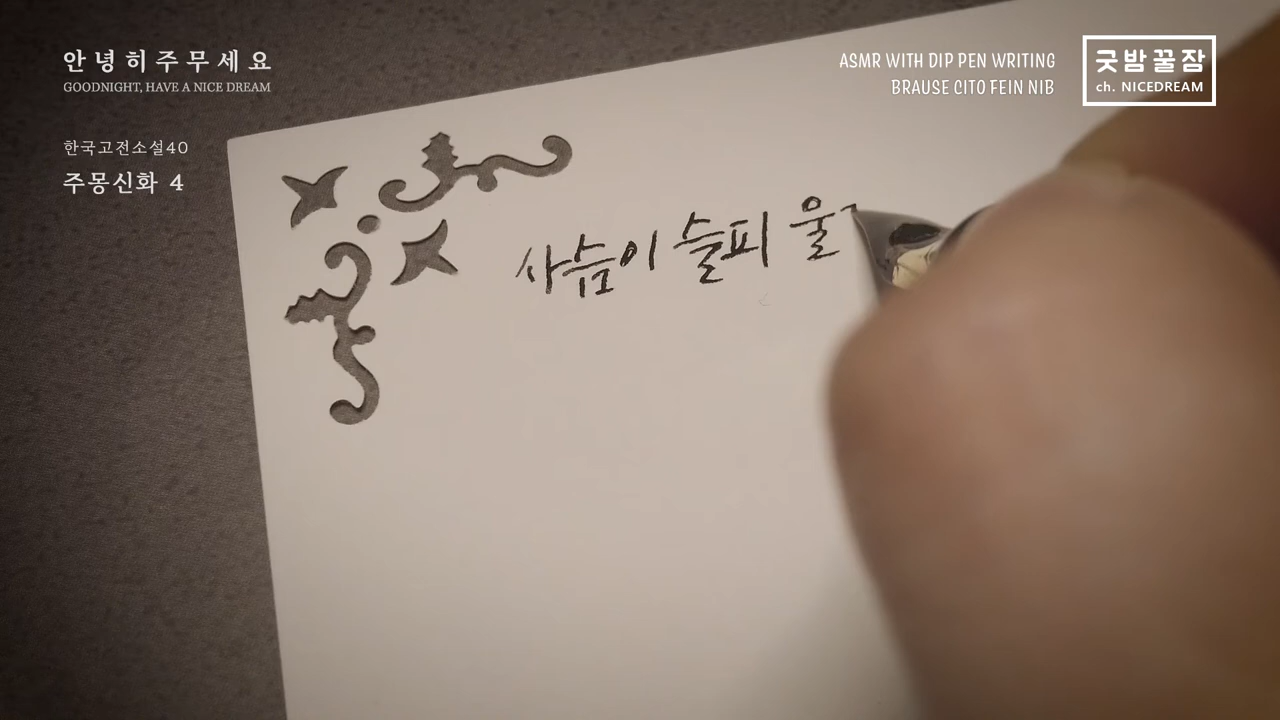 안녕히주무세요
GOODNIGHT, HAVE A NICE DREAM
한국고전소설40
주몽신화 4
ASMR WITH DIP PEN WRITING
BRAUSE CITO FEIN NIB
굿밤꿀잠
ch. NICEDREAM
사슴이 슬피 울